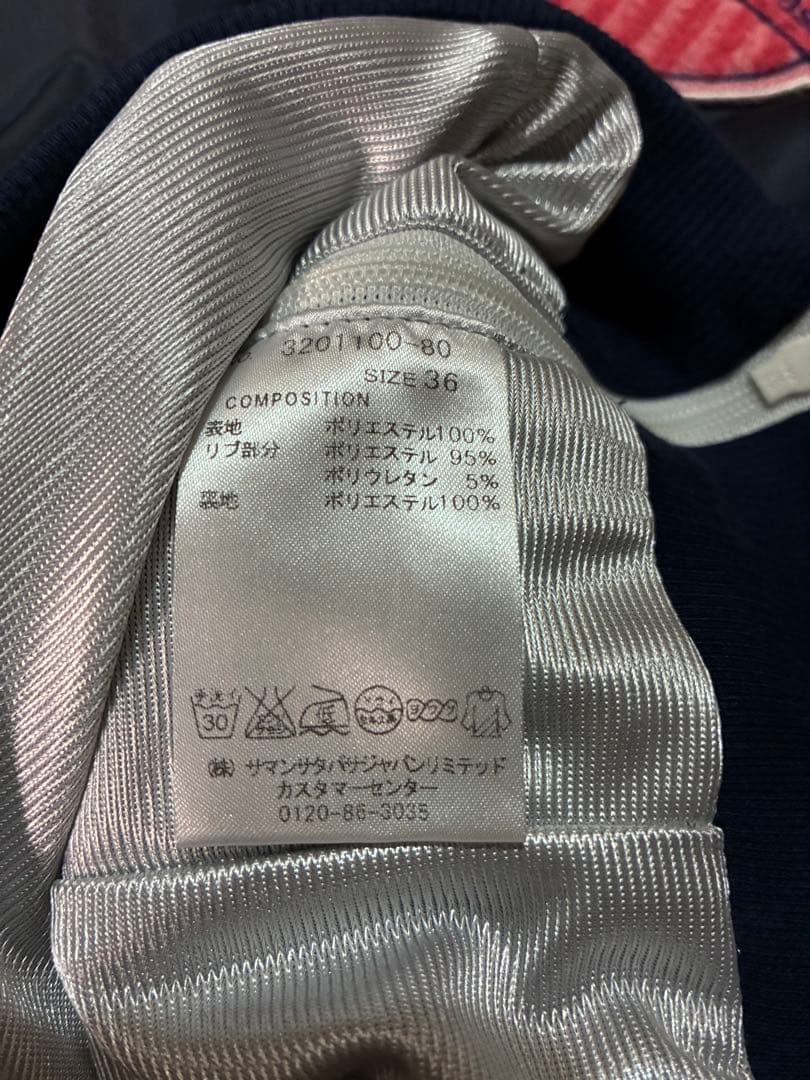 3201100-80
SIZE 36
COMPOSITION
表地 ポリエステル100%
リブ部分 ポリエステル 95%
ポリウレタン 5%
裏地 ポリエステル100%
手洗イ
30
(株) サマンサタバサジャパンリミテッド
カスタマーセンター
0120-86-3035